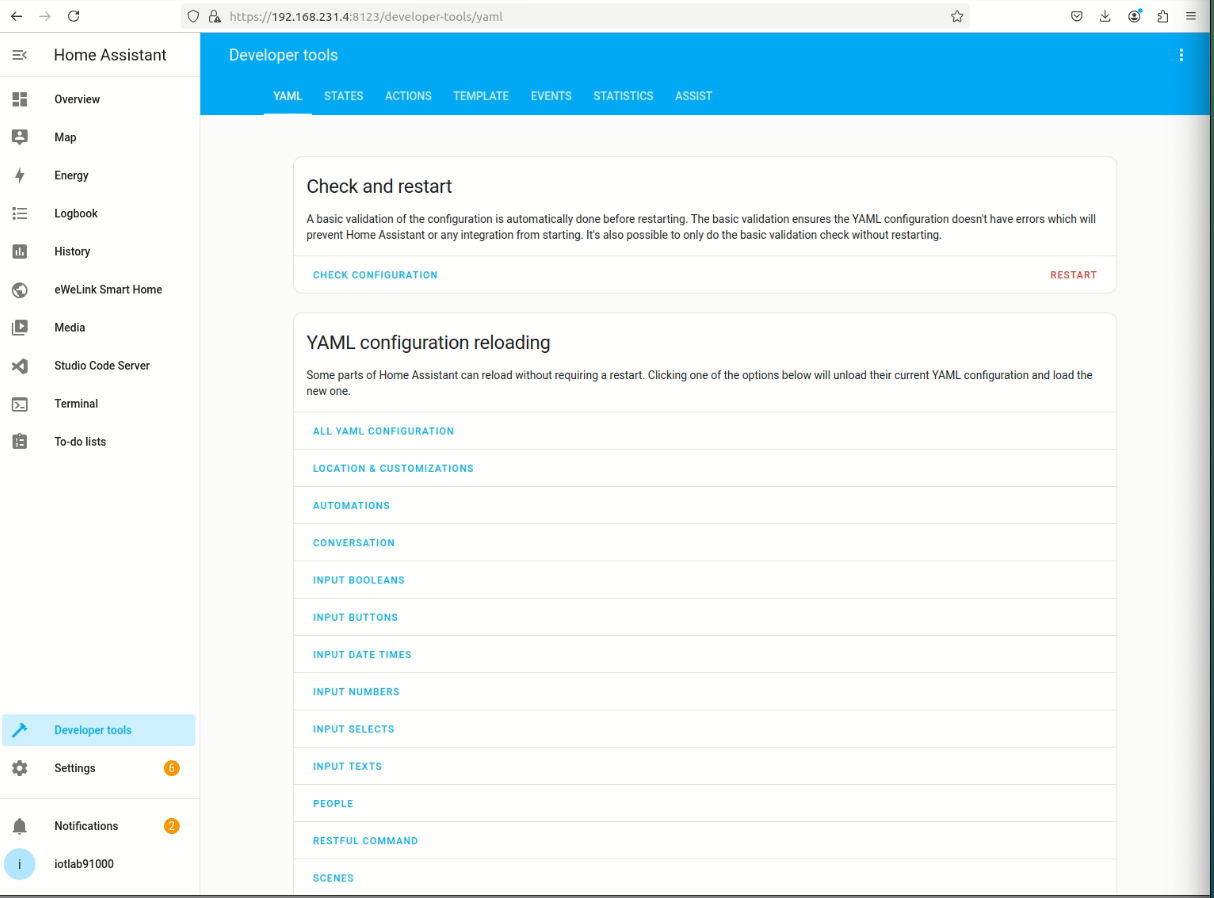 https://192.168.231.4:8123/developer-tools/yaml
Home Assistant
Overview
Map
Energy
Logbook
History
eWeLink Smart Home
Media
Studio Code Server
Terminal
To-do lists
Developer tools
Settings 6
Notifications 2
i iotlab91000
Developer tools
YAML STATES ACTIONS TEMPLATE EVENTS STATISTICS ASSIST
Check and restart
A basic validation of the configuration is automatically done before restarting. The basic validation ensures the YAML configuration doesn't have errors which will
prevent Home Assistant or any integration from starting. It's also possible to only do the basic validation check without restarting.
CHECK CONFIGURATION RESTART
YAML configuration reloading
Some parts of Home Assistant can reload without requiring a restart. Clicking one of the options below will unload their current YAML configuration and load the
new one.
ALL YAML CONFIGURATION
LOCATION & CUSTOMIZATIONS
AUTOMATIONS
CONVERSATION
INPUT BOOLEANS
INPUT BUTTONS
INPUT DATE TIMES
INPUT NUMBERS
INPUT SELECTS
INPUT TEXTS
PEOPLE
RESTFUL COMMAND
SCENES